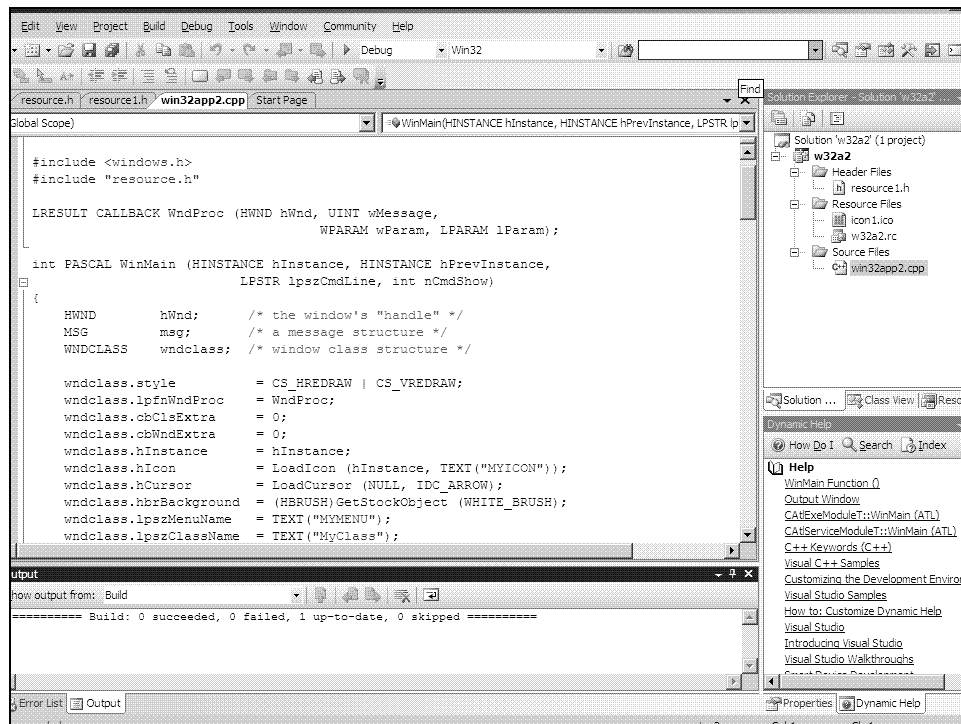 Edit View Project Build Debug Tools Window Community Help
Debug Win32
Find
resource.h resource1.h win32app2.cpp Start Page
Global Scope) WinMain(HINSTANCE hInstance, HINSTANCE hPrevInstance, LPSTR lp
#include <windows.h>
#include "resource.h"
LRESULT CALLBACK WndProc (HWND hWnd, UINT wMessage,
WPARAM wParam, LPARAM lParam);
int PASCAL WinMain (HINSTANCE hInstance, HINSTANCE hPrevInstance,
LPSTR lpszCmdLine, int nCmdShow)
{
HWND hWnd; /* the window's "handle" */
MSG msg; /* a message structure */
WNDCLASS wndclass; /* window class structure */
wndclass.style = CS_HREDRAW | CS_VREDRAW;
wndclass.lpfnWndProc = WndProc;
wndclass.cbClsExtra = 0;
wndclass.cbWndExtra = 0;
wndclass.hInstance = hInstance;
wndclass.hIcon = LoadIcon (hInstance, TEXT("MYICON"));
wndclass.hCursor = LoadCursor (NULL, IDC_ARROW);
wndclass.hbrBackground = (HBRUSH)GetStockObject (WHITE_BRUSH);
wndclass.lpszMenuName = TEXT("MYMENU");
wndclass.lpszClassName = TEXT("MyClass");
utput
how output from: Build
========== Build: 0 succeeded, 0 failed, 1 up-to-date, 0 skipped ==========
Error List Output
Solution Explorer - Solution 'w32a2' ...
Solution 'w32a2' (1 project)
w32a2
Header Files
resource1.h
Resource Files
icon1.ico
w32a2.rc
Source Files
win32app2.cpp
Solution ... Class View Reso
Dynamic Help
How Do I Search Index
Help
WinMain Function ()
Output Window
CAtlExeModuleT::WinMain (ATL)
CAtlServiceModuleT::WinMain (ATL)
C++ Keywords (C++)
Visual C++ Samples
Customizing the Development Enviro
Visual Studio Samples
How to: Customize Dynamic Help
Visual Studio
Introducing Visual Studio
Visual Studio Walkthroughs
Smart Device Development
Properties Dynamic Help